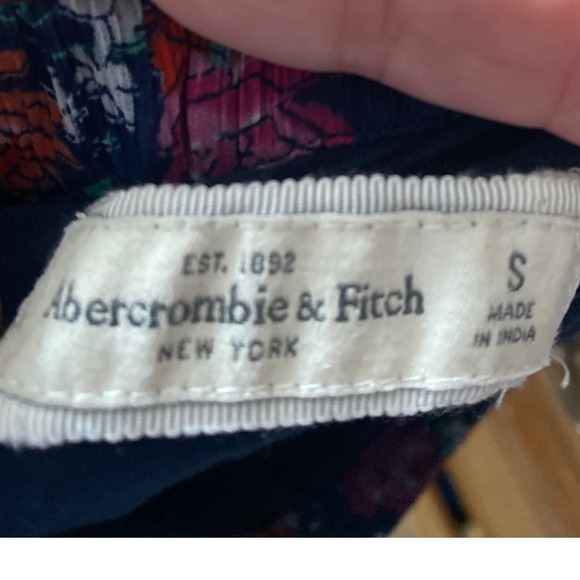 EST. 1892
Abercrombie & Fitch
NEW YORK
S
MADE
IN INDIA